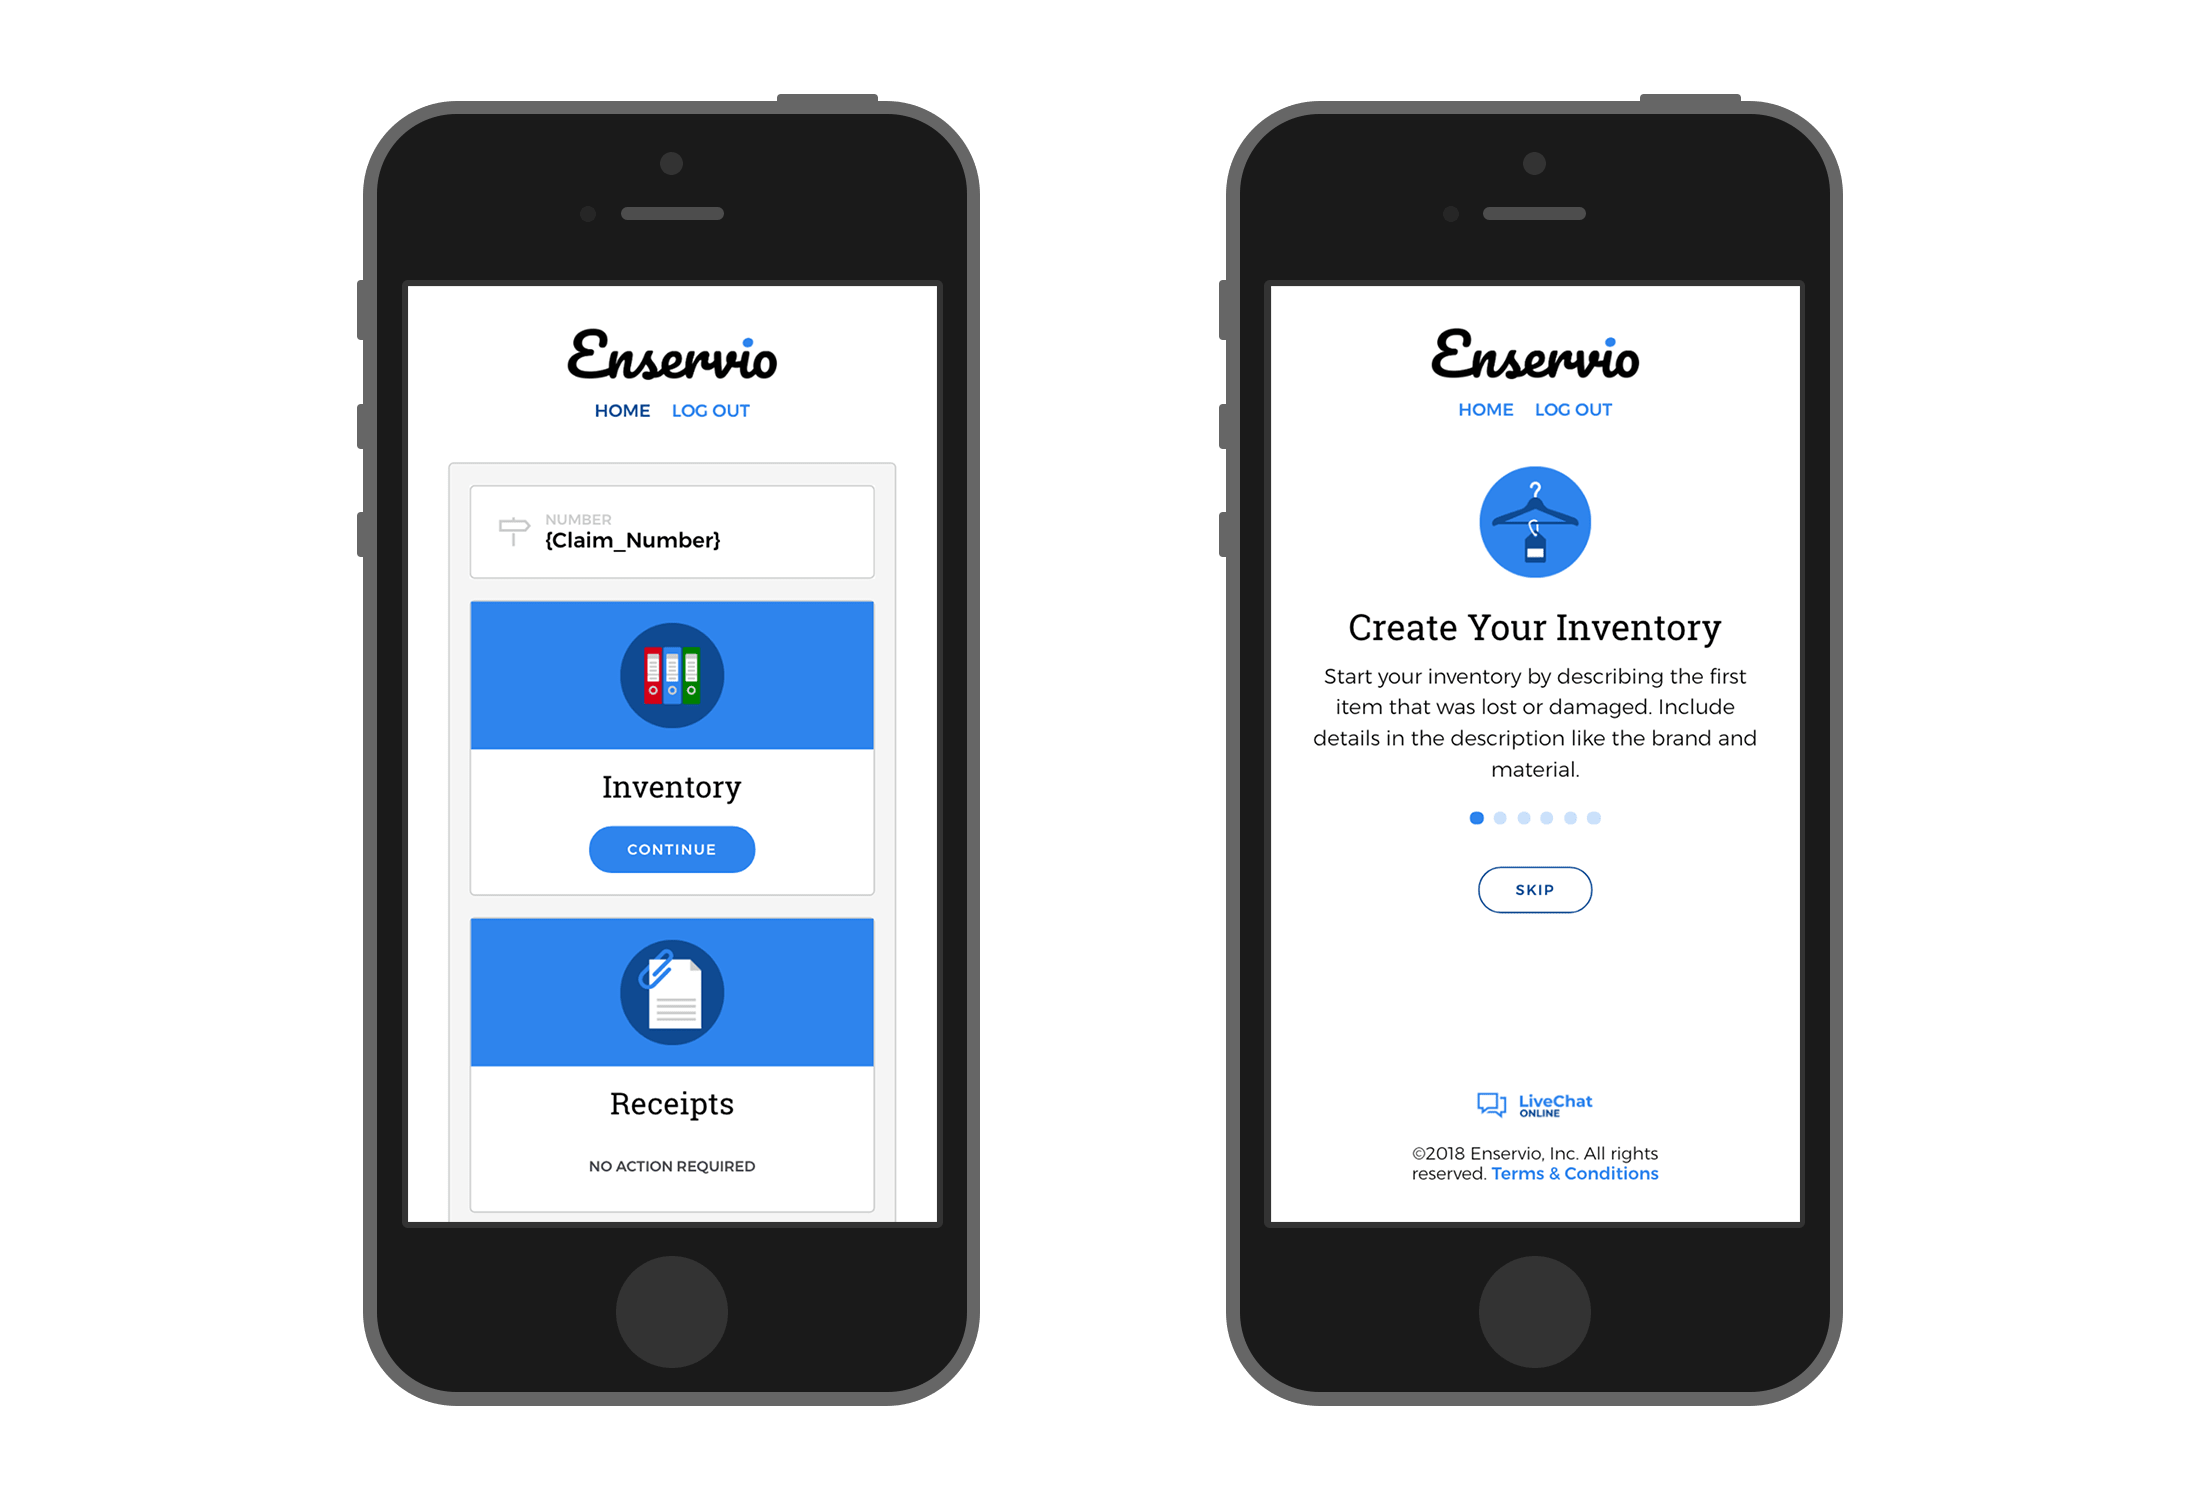 Enservio
HOME LOG OUT
NUMBER
{Claim_Number}
Inventory
CONTINUE
Receipts
NO ACTION REQUIRED
Enservio
HOME LOG OUT
Create Your Inventory
Start your inventory by describing the first
item that was lost or damaged. Include
details in the description like the brand and
material.
SKIP
LiveChat
ONLINE
©2018 Enservio, Inc. All rights
reserved. Terms & Conditions